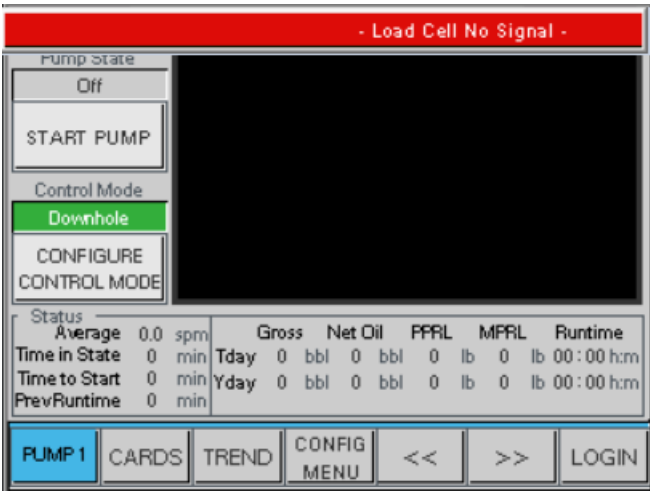 - Load Cell No Signal -
Pump State
Off
START PUMP
Control Mode
Downhole
CONFIGURE
CONTROL MODE
Status
Average 0.0 spm
Time in State 0 min
Time to Start 0 min
PrevRuntime 0 min
Gross Net Oil PPRL MPRL Runtime
Tday 0 bbl 0 bbl 0 lb 0 lb 00:00 h:m
Yday 0 bbl 0 bbl 0 lb 0 lb 00:00 h:m
PUMP 1 CARDS TREND CONFIG MENU << >> LOGIN